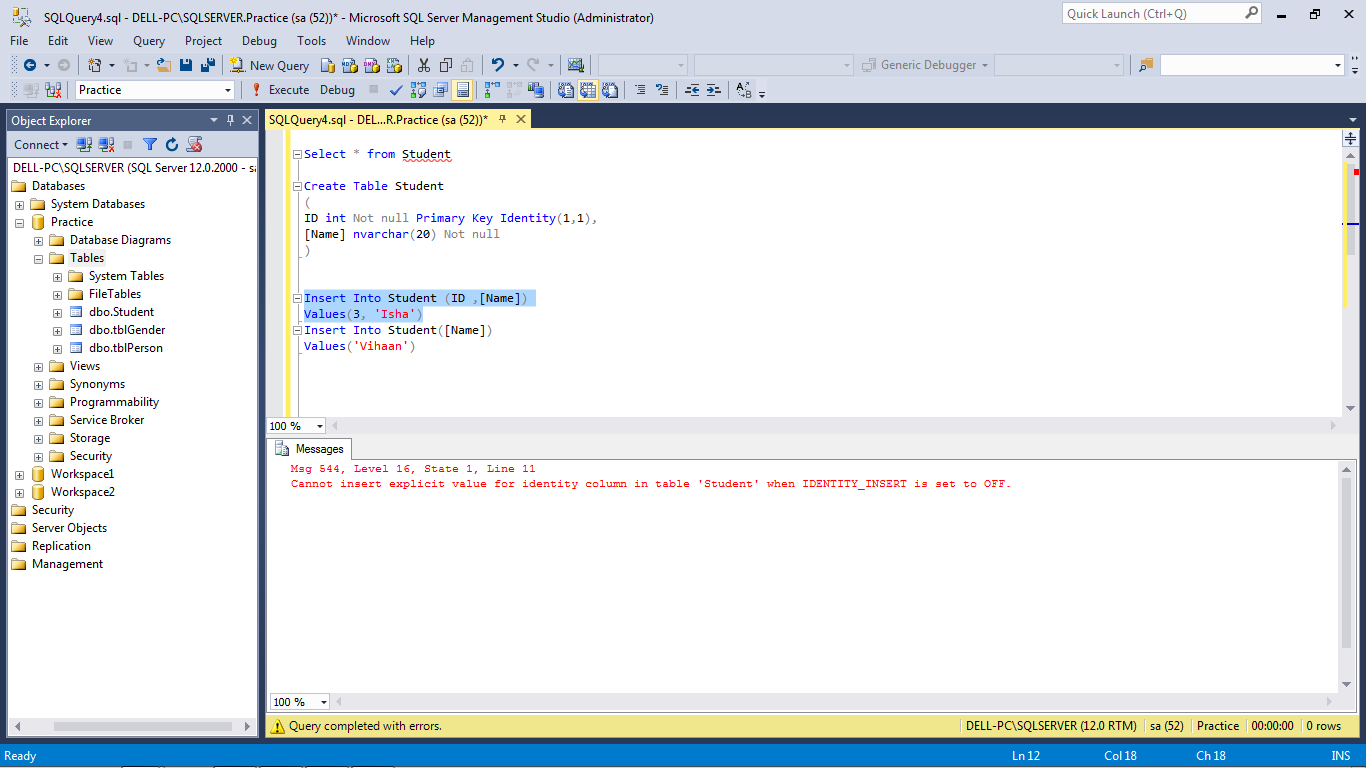 SQLQuery4.sql - DELL-PC\SQLSERVER.Practice (sa (52))* - Microsoft SQL Server Management Studio (Administrator)
Quick Launch (Ctrl+Q)
File Edit View Query Project Debug Tools Window Help
New Query
Generic Debugger
Practice
Execute Debug
Object Explorer
Connect
DELL-PC\SQLSERVER (SQL Server 12.0.2000 - sa
Databases
System Databases
Practice
Database Diagrams
Tables
System Tables
FileTables
dbo.Student
dbo.tblGender
dbo.tblPerson
Views
Synonyms
Programmability
Service Broker
Storage
Security
Workspace1
Workspace2
Security
Server Objects
Replication
Management
SQLQuery4.sql - DEL...R.Practice (sa (52))*
Select * from Student
Create Table Student
(
ID int Not null Primary Key Identity(1,1),
[Name] nvarchar(20) Not null
)
Insert Into Student (ID ,[Name])
Values(3, 'Isha')
Insert Into Student([Name])
Values('Vihaan')
100 %
Messages
Msg 544, Level 16, State 1, Line 11
Cannot insert explicit value for identity column in table 'Student' when IDENTITY_INSERT is set to OFF.
100 %
Query completed with errors.
DELL-PC\SQLSERVER (12.0 RTM) sa (52) Practice 00:00:00 0 rows
Ready
Ln 12 Col 18 Ch 18 INS